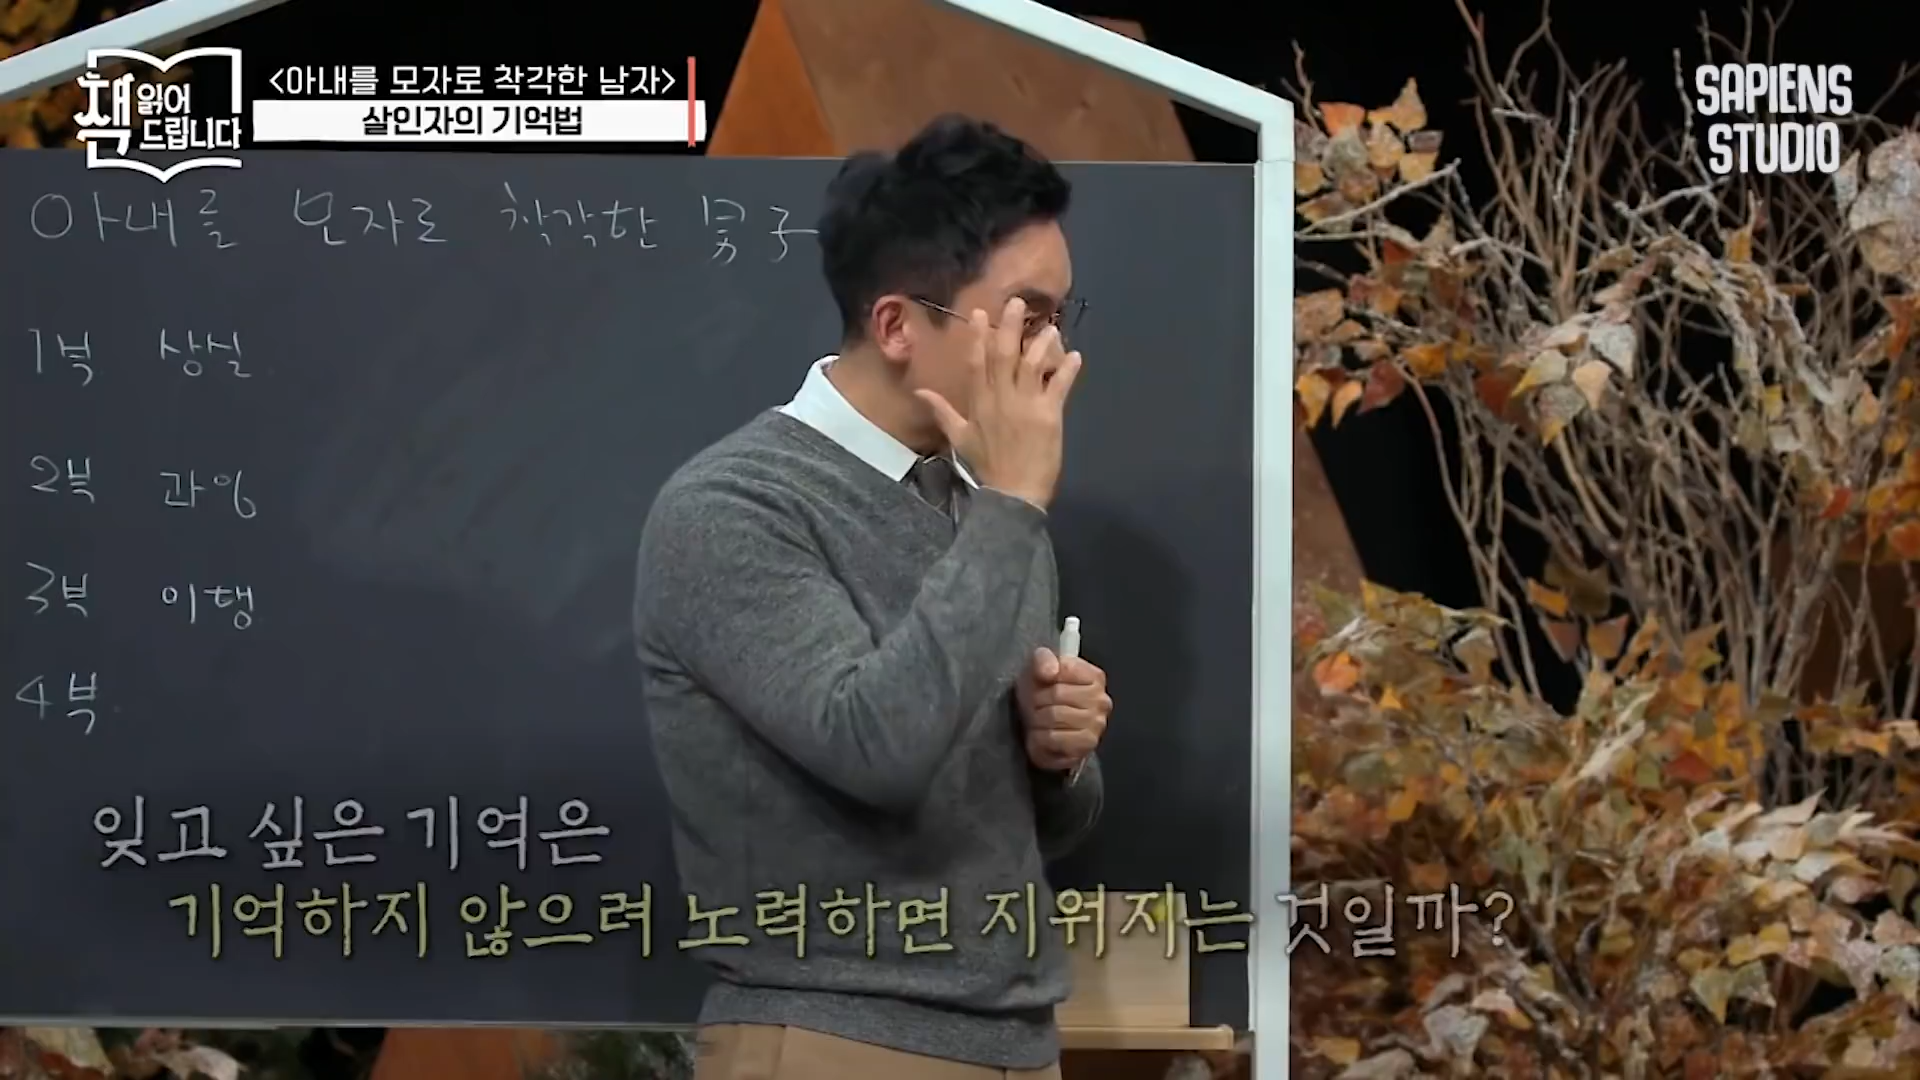 책 읽어
드립니다
<아내를 모자로 착각한 남자>
살인자의 기억법
SAPIENS
STUDIO
아내를 모자로 착각한 男子
1부 상실
2부 과잉
3부 이행
4부
잊고 싶은 기억은
기억하지 않으려 노력하면 지워지는 것일까?